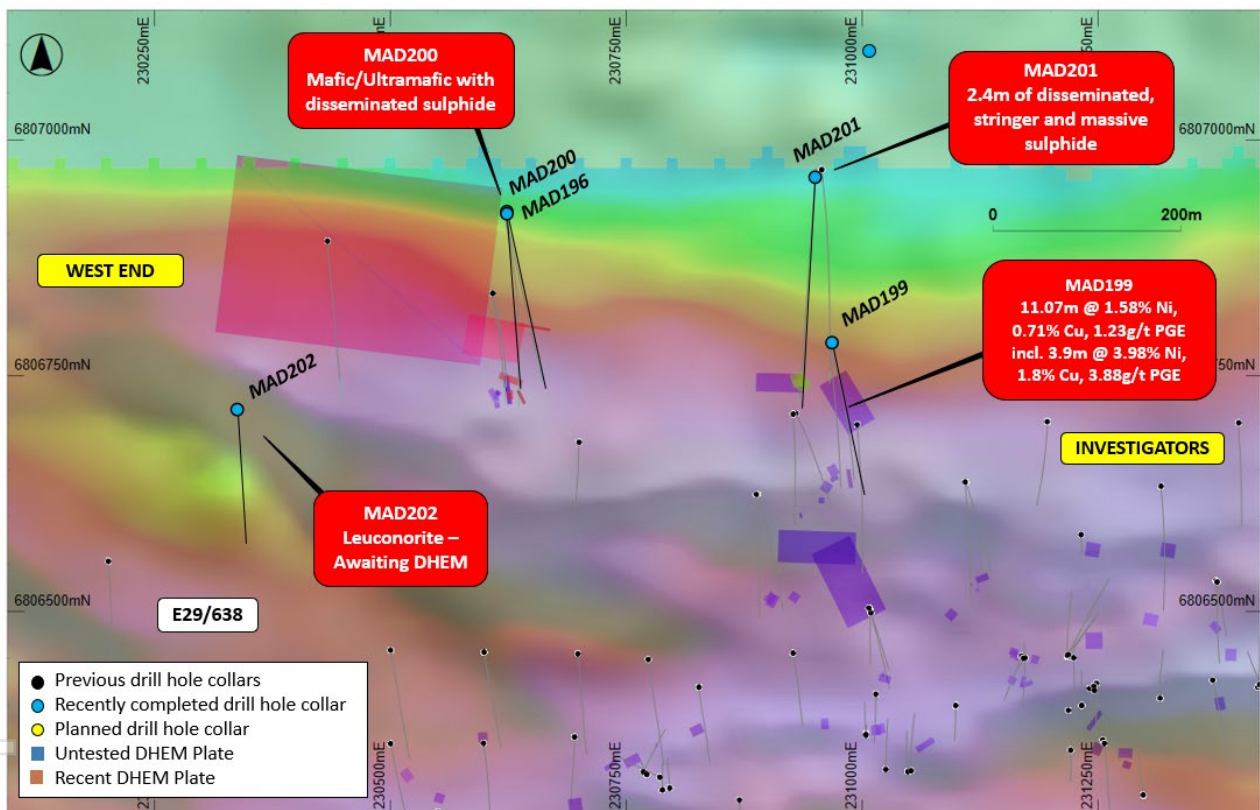 230250mE
230750mE
231000mE
50mE
MAD200
Mafic/Ultramafic with
disseminated sulphide
MAD201
2.4m of disseminated,
stringer and massive
sulphide
6807000mN
6807000mN
MAD201
MAD200
MAD196
0
200m
WEST END
MAD199
MAD199
11.07m @ 1.58% Ni,
0.71% Cu, 1.23g/t PGE
incl. 3.9m @ 3.98% Ni,
1.8% Cu, 3.88g/t PGE
6806750mN
50mN
MAD202
INVESTIGATORS
MAD202
Leuconorite –
Awaiting DHEM
6806500mN
6806500mN
E29/638
Previous drill hole collars
Recently completed drill hole collar
Planned drill hole collar
Untested DHEM Plate
Recent DHEM Plate
230500mE
230750mE
231000mE
231250mE